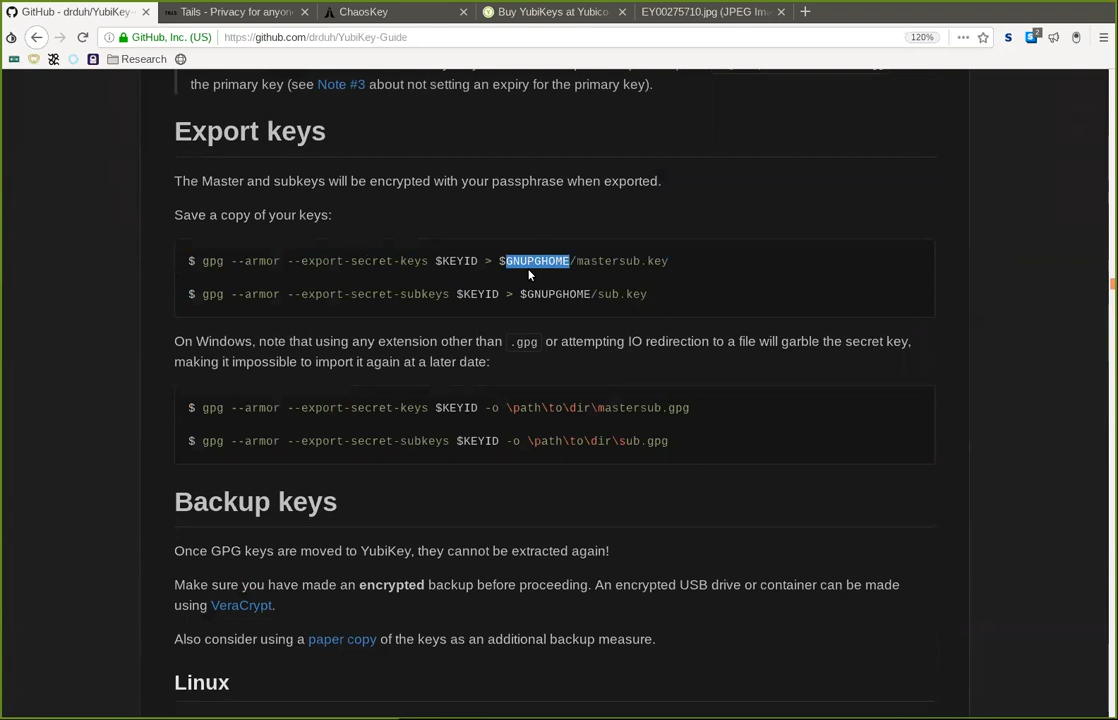 GitHub - drduh/YubiKey-
Tails - Privacy for anyon
ChaosKey
Buy YubiKeys at Yubico
EY00275710.jpg (JPEG Im
GitHub, Inc. (US)
https://github.com/drduh/YubiKey-Guide
120%
S
2
Research
the primary key (see Note #3 about not setting an expiry for the primary key).
Export keys
The Master and subkeys will be encrypted with your passphrase when exported.
Save a copy of your keys:
$ gpg --armor --export-secret-keys $KEYID > $GNUPGHOME/mastersub.key
$ gpg --armor --export-secret-subkeys $KEYID > $GNUPGHOME/sub.key
On Windows, note that using any extension other than .gpg or attempting IO redirection to a file will garble the secret key,
making it impossible to import it again at a later date:
$ gpg --armor --export-secret-keys $KEYID -o \path\to\dir\mastersub.gpg
$ gpg --armor --export-secret-subkeys $KEYID -o \path\to\dir\sub.gpg
Backup keys
Once GPG keys are moved to YubiKey, they cannot be extracted again!
Make sure you have made an encrypted backup before proceeding. An encrypted USB drive or container can be made
using VeraCrypt.
Also consider using a paper copy of the keys as an additional backup measure.
Linux